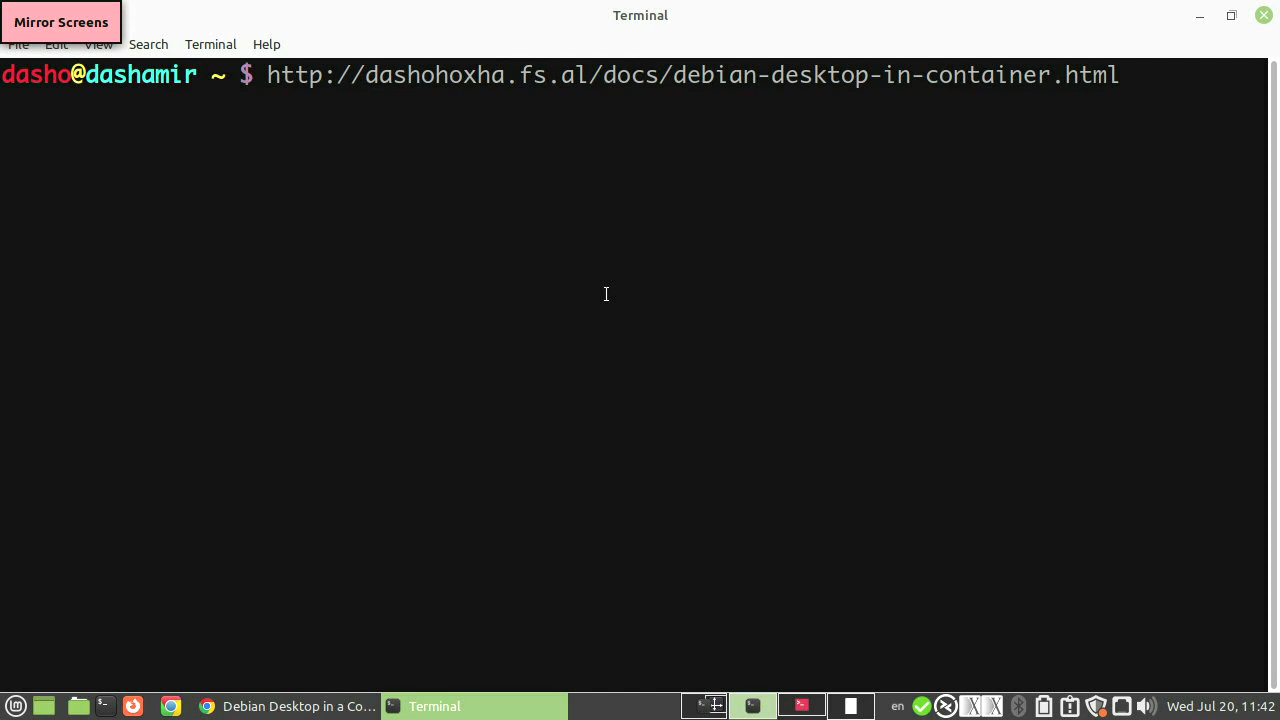 Mirror Screens
Terminal
File Edit View Search Terminal Help
dasho@dashamir ~ $ http://dashohoxha.fs.al/docs/debian-desktop-in-container.html
Debian Desktop in a Co... Terminal en Wed Jul 20, 11:42